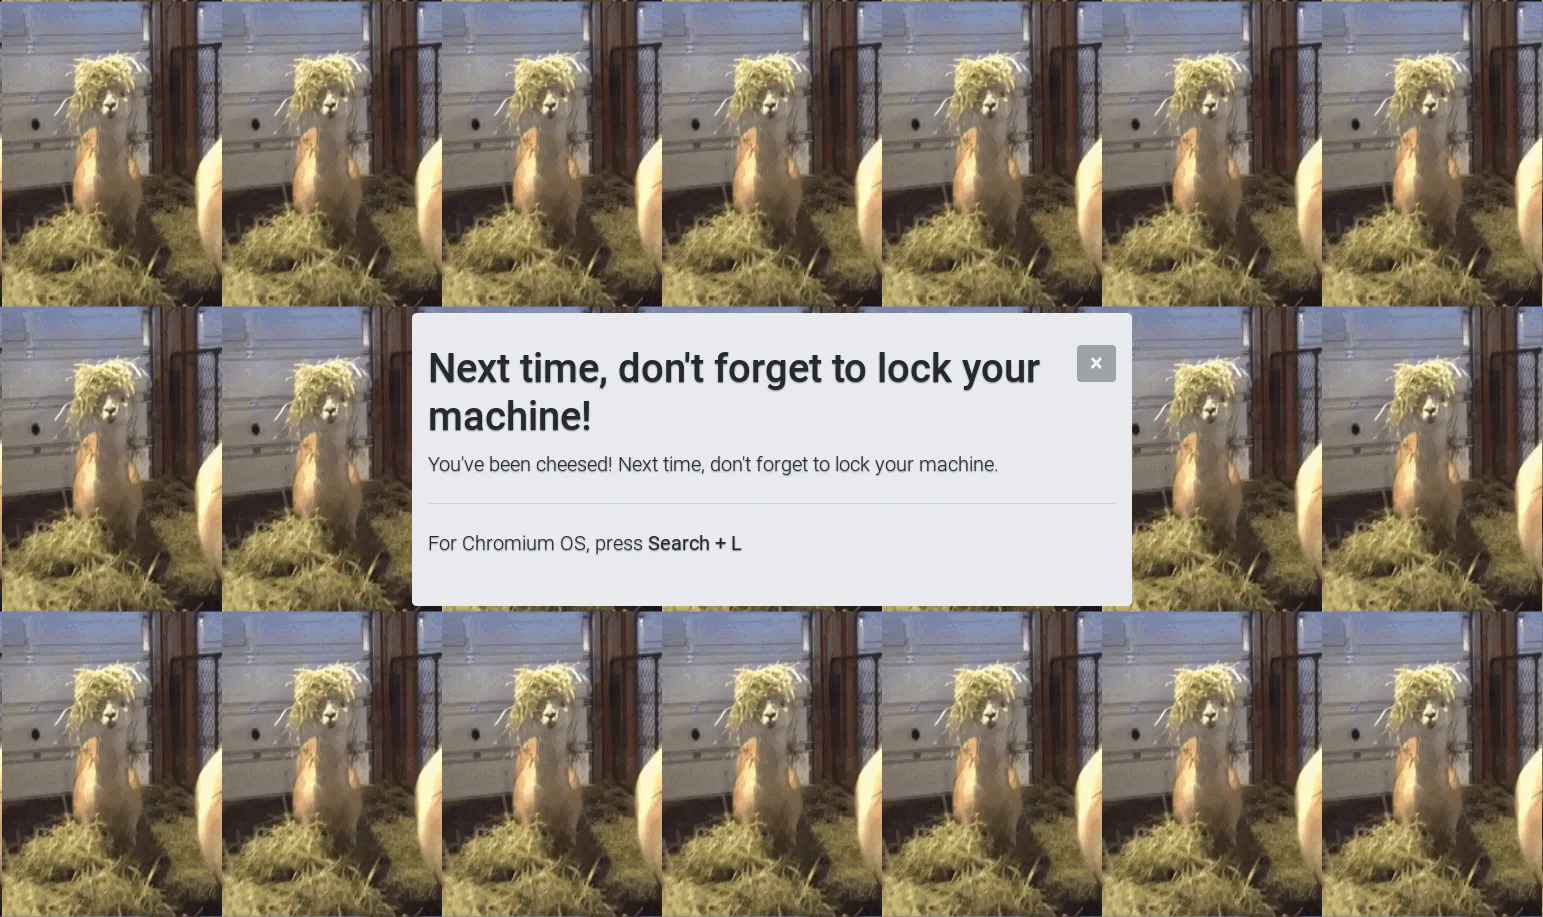 Next time, don't forget to lock your
machine!
×
You've been cheesed! Next time, don't forget to lock your machine.
For Chromium OS, press Search + L